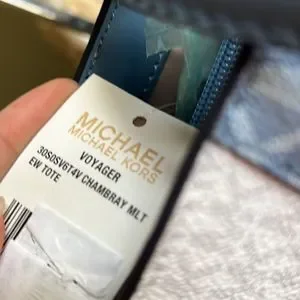 MICHAEL
MICHAEL KORS
VOYAGER
30S0SV6T4V CHAMBRAY MLT
EW TOTE